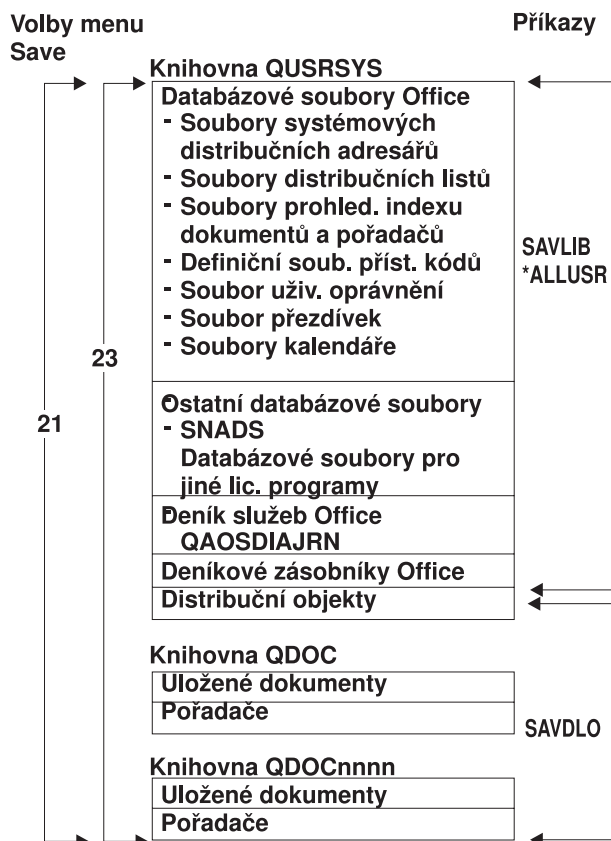 Volby menu
Save
Příkazy
Knihovna QUSRSYS
Databázové soubory Office
- Soubory systémových
distribučních adresářů
- Soubory distribučních listů
- Soubory prohled. indexu
dokumentů a pořadačů
- Definiční soub. příst. kódů
- Soubor uživ. oprávnění
- Soubor přezdívek
- Soubory kalendáře
SAVLIB
*ALLUSR
23
21
Ostatní databázové soubory
- SNADS
Databázové soubory pro
jiné lic. programy
- Deník služeb Office
QAOSDIAJRN
Deníkové zásobníky Office
Distribuční objekty
Knihovna QDOC
Uložené dokumenty
Pořadače
SAVDLO
Knihovna QDOCnnnn
Uložené dokumenty
Pořadače